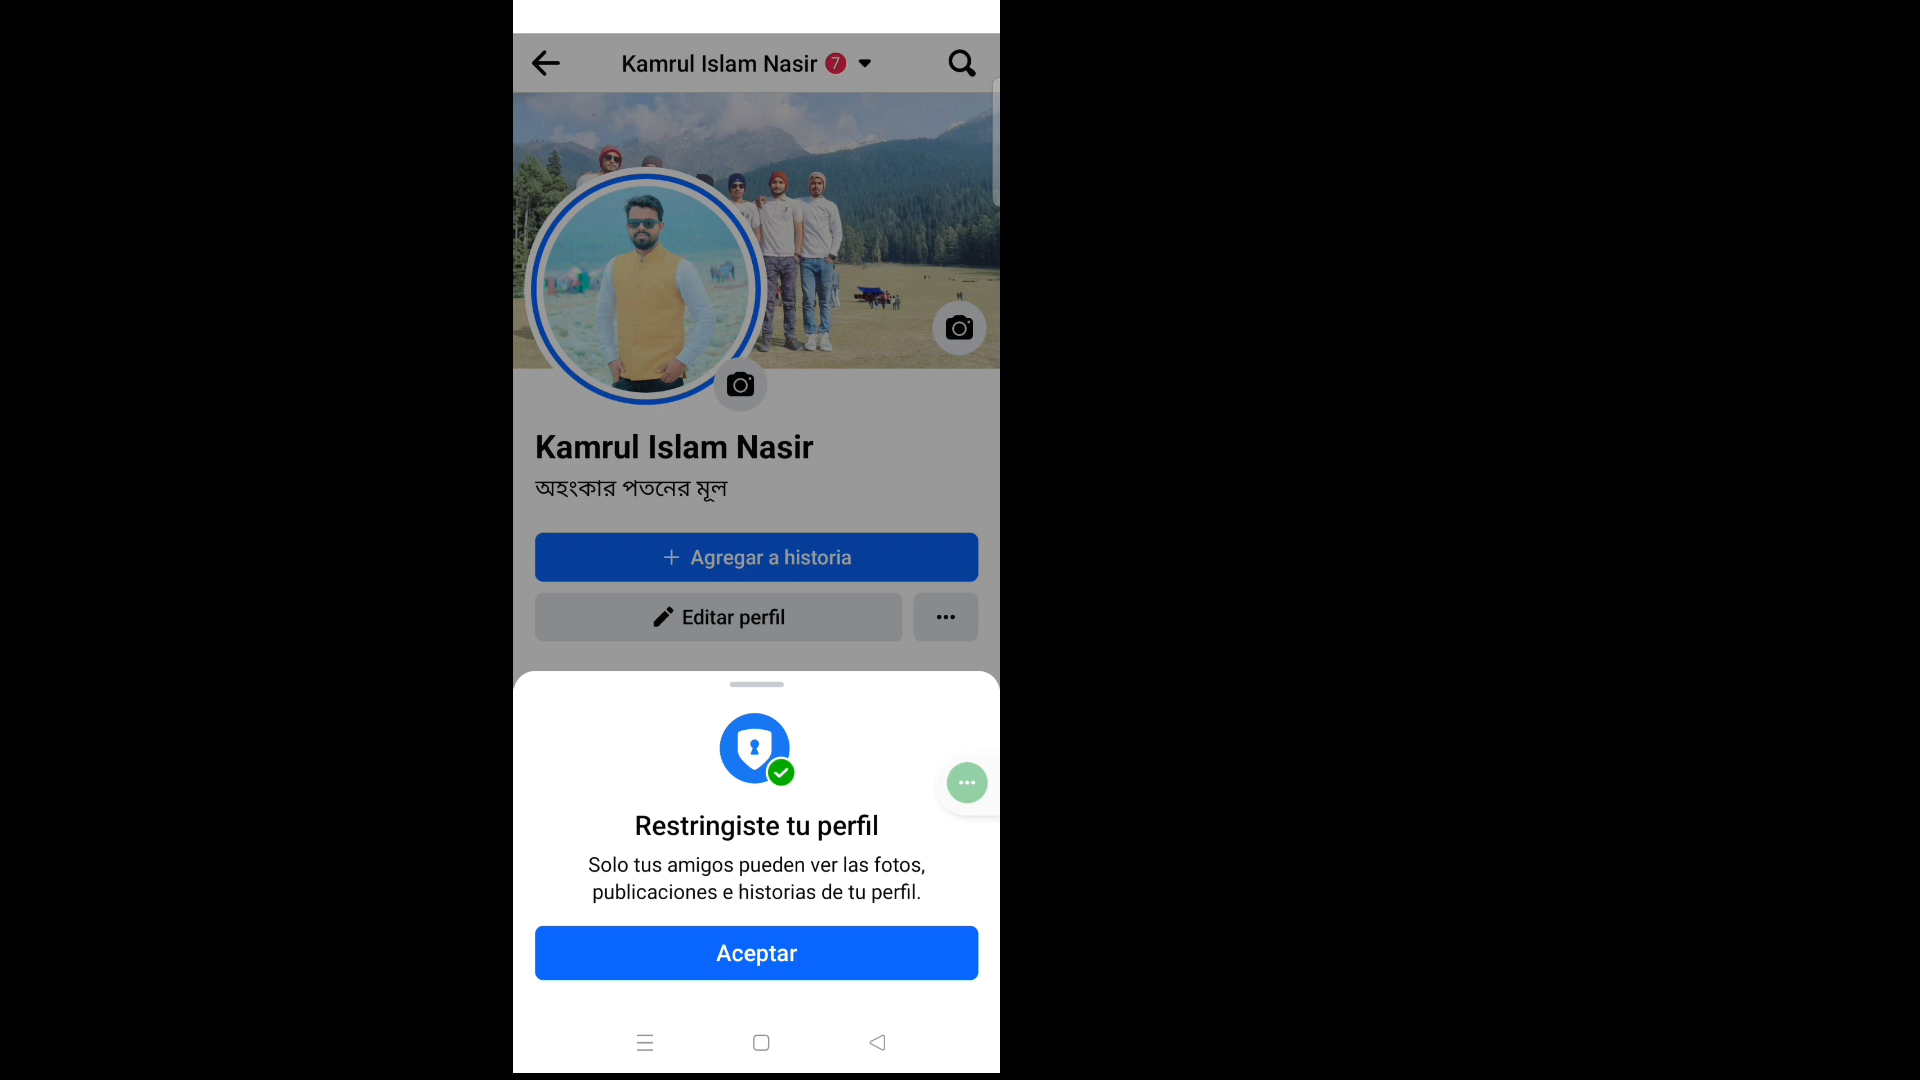 Kamrul Islam Nasir 7
Kamrul Islam Nasir
অহংকার পতনের মূল
+ Agregar a historia
Editar perfil
Restringiste tu perfil
Solo tus amigos pueden ver las fotos,
publicaciones e historias de tu perfil.
Aceptar